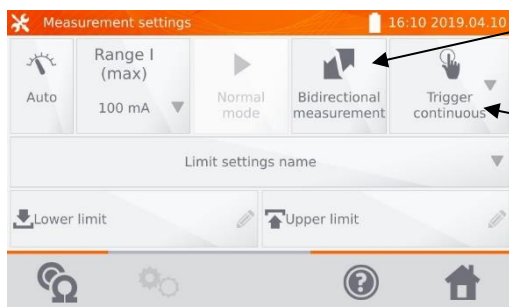 Measurement settings
16:10 2019.04.10
Auto
Range I
(max)
100 mA
Normal
mode
Bidirectional
measurement
Trigger
continuous
Limit settings name
Lower limit
Upper limit